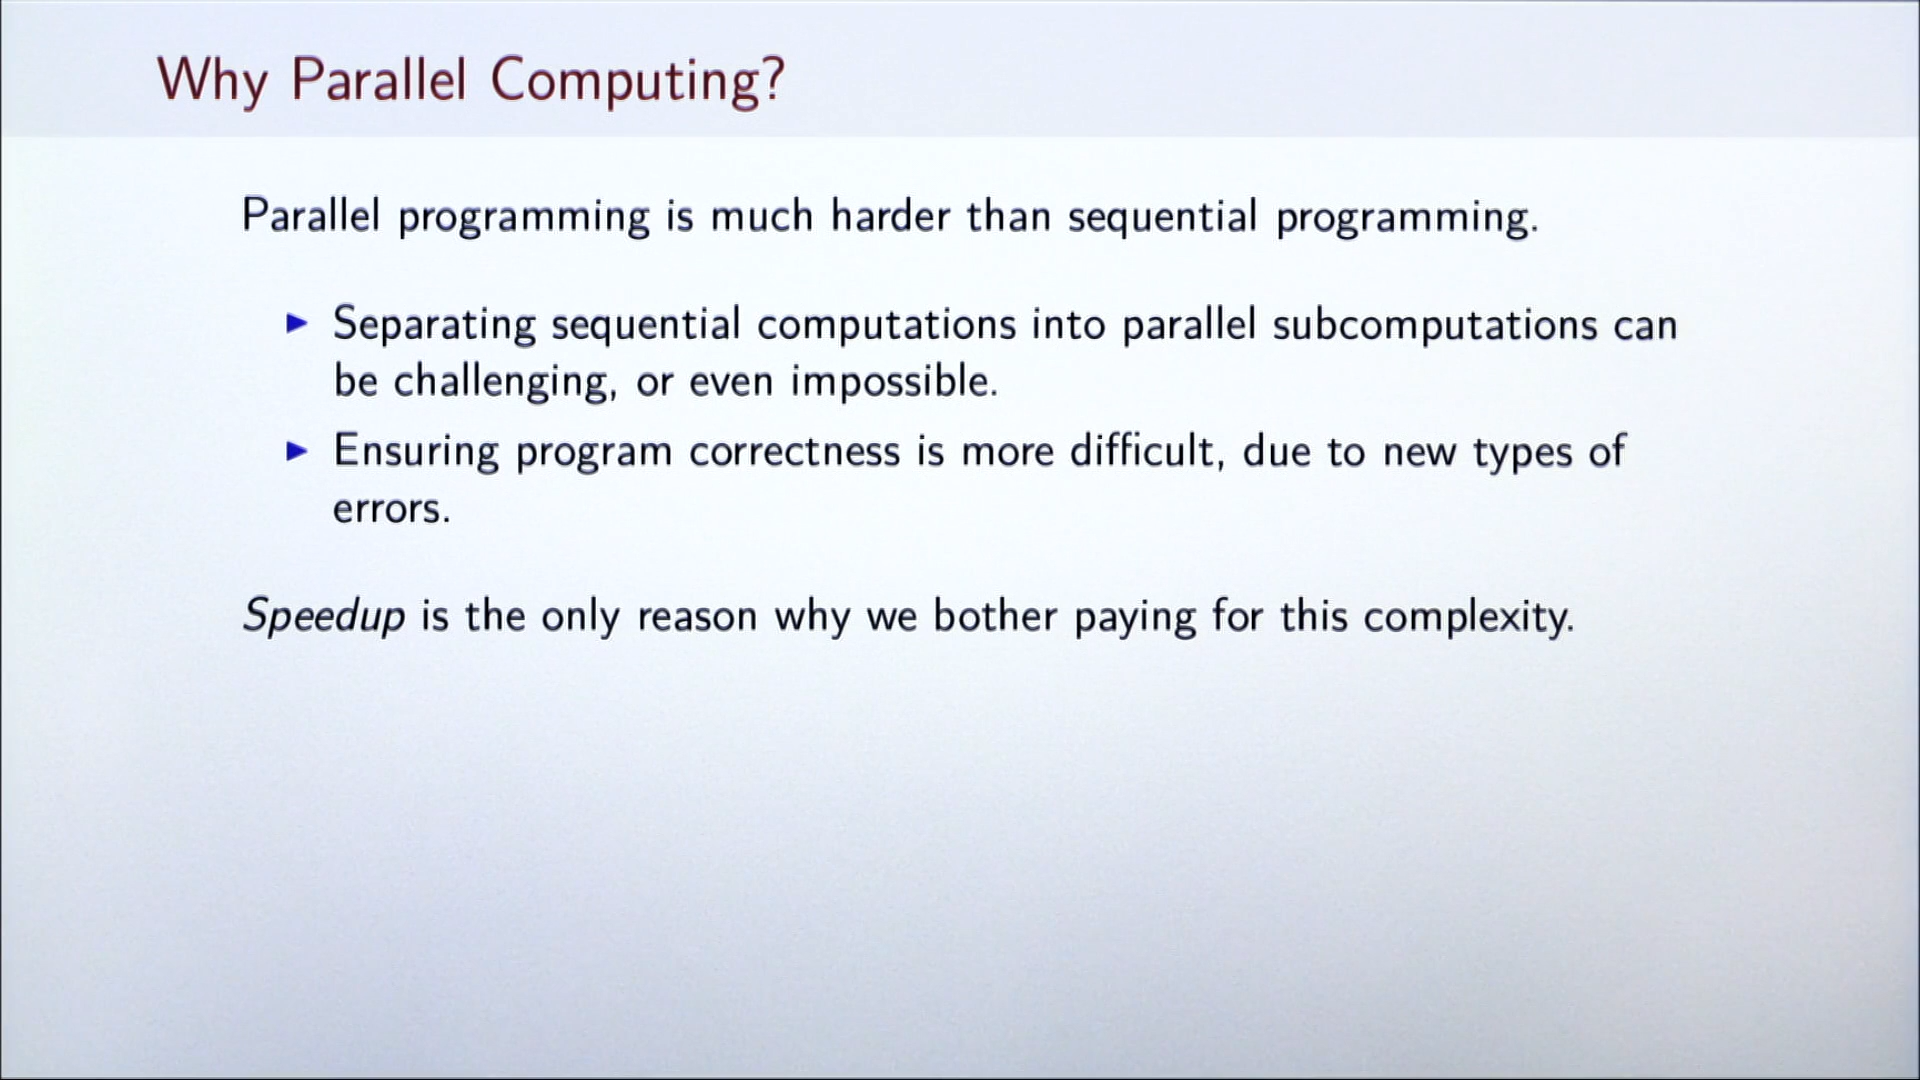 Why Parallel Computing?
Parallel programming is much harder than sequential programming.
Separating sequential computations into parallel subcomputations can
be challenging, or even impossible.
Ensuring program correctness is more difficult, due to new types of
errors.
Speedup is the only reason why we bother paying for this complexity.